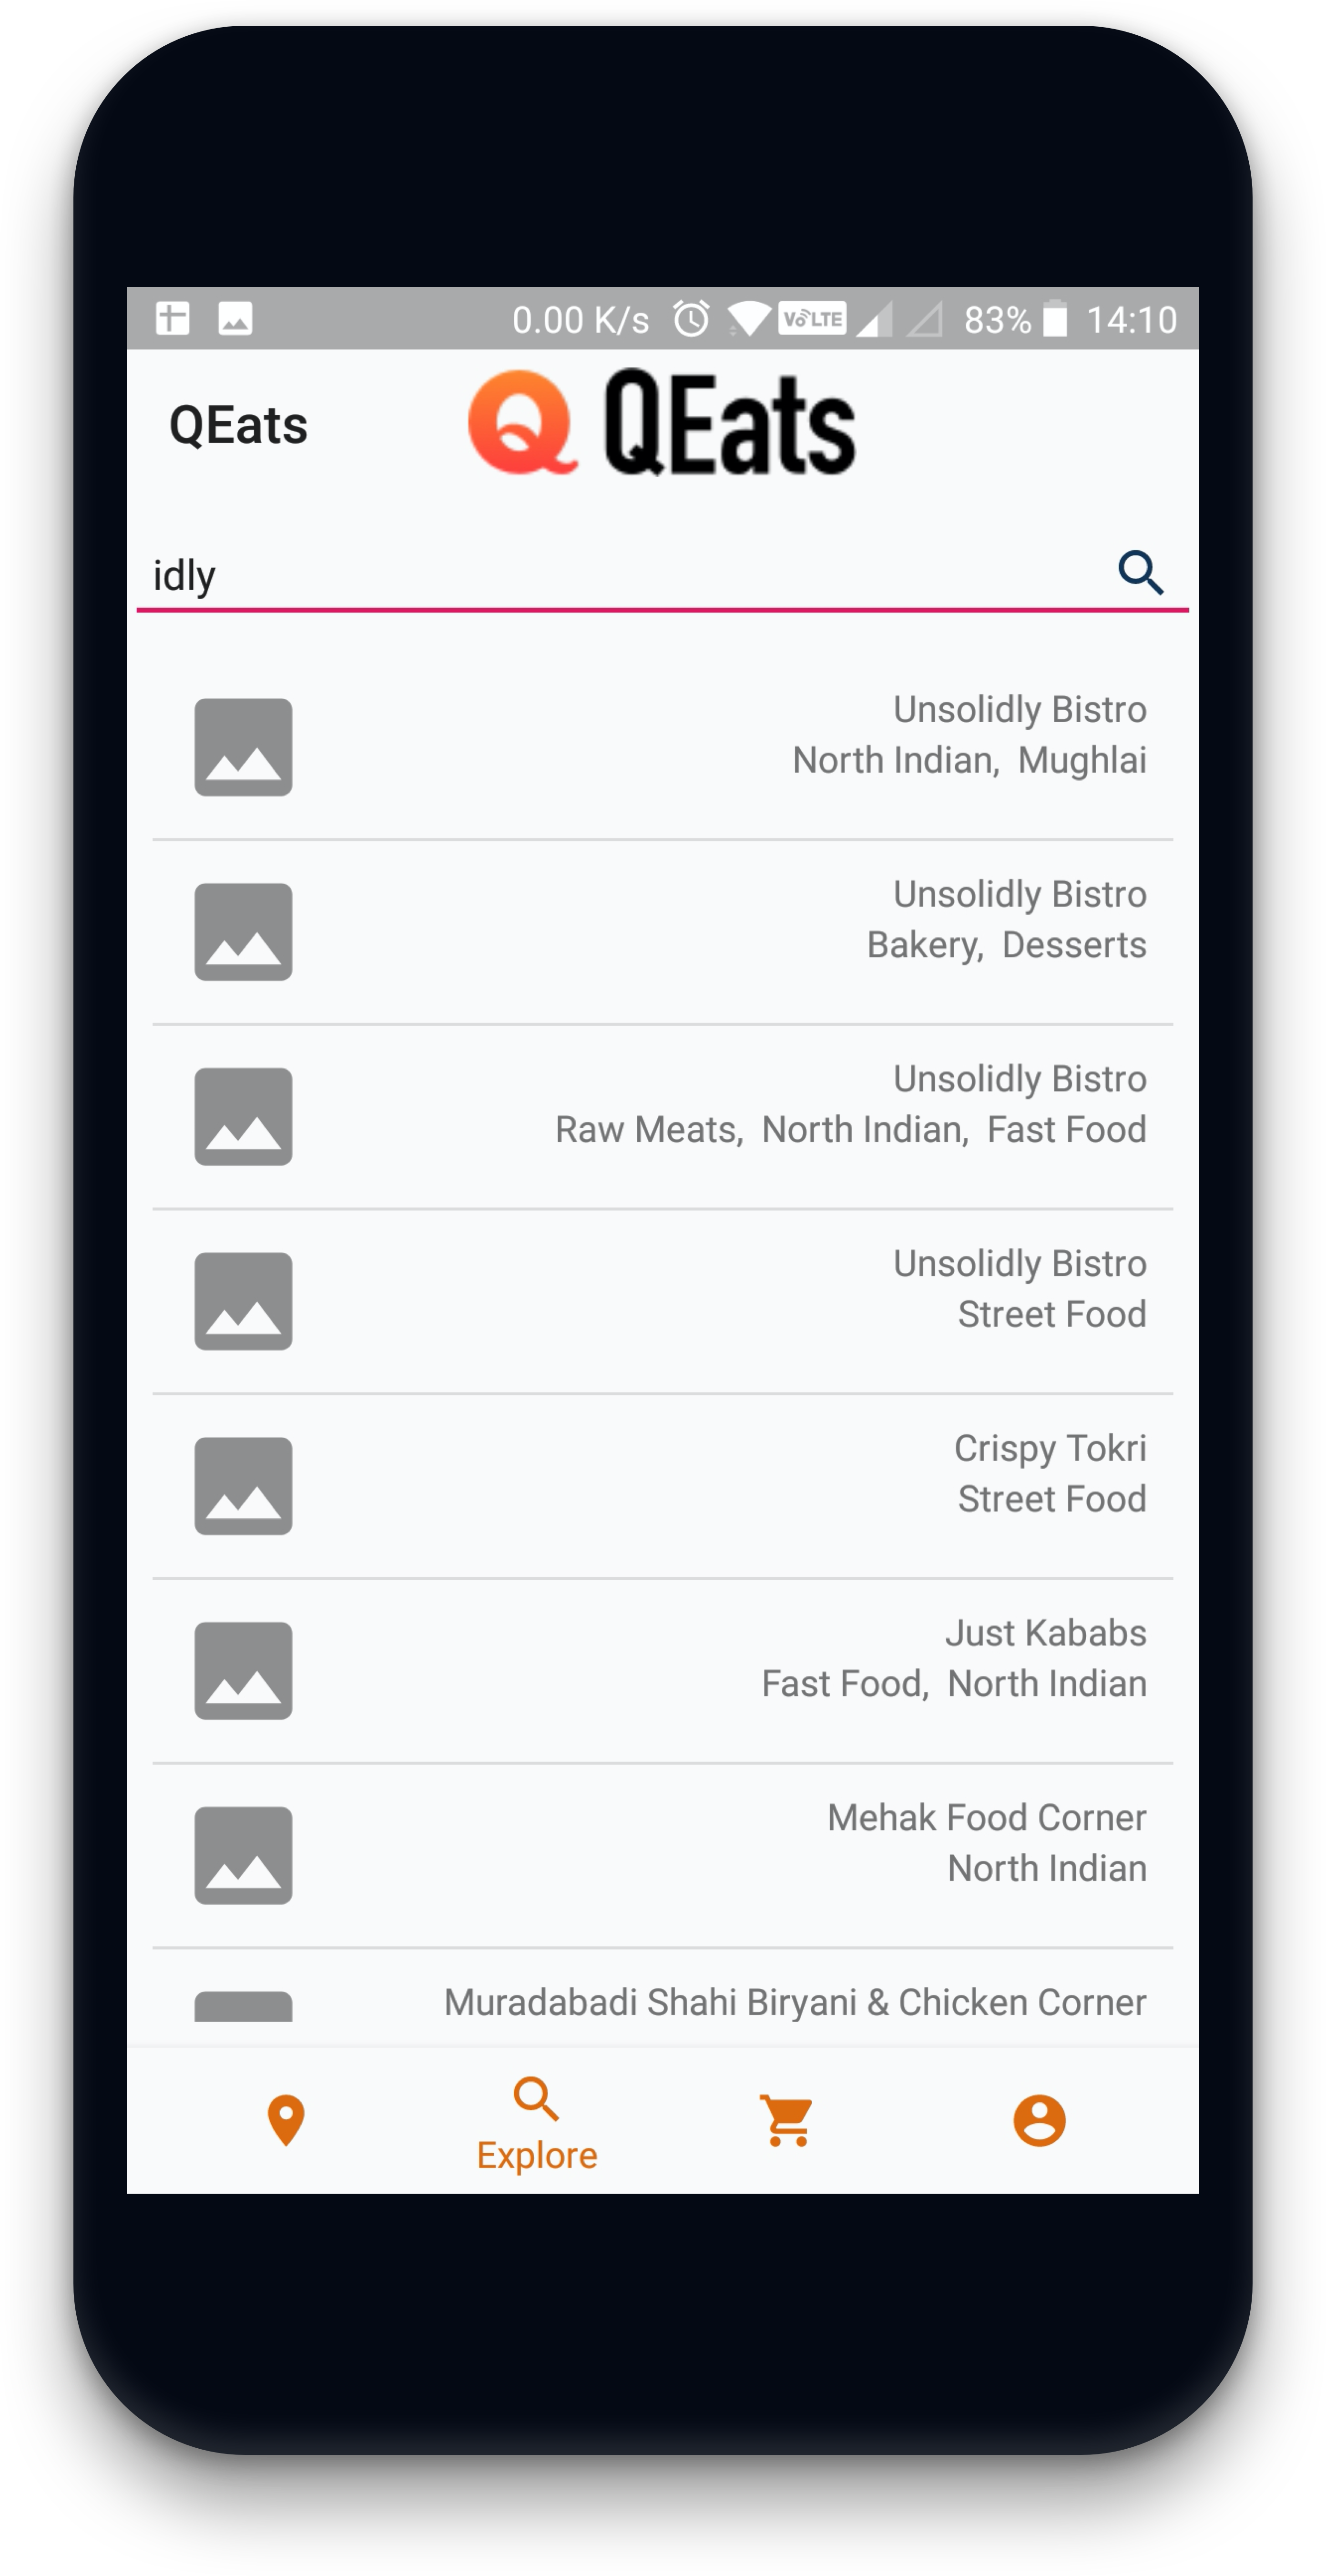 0.00 K/s VoLTE 83% 14:10
QEats
Q QEats
idly
Unsolidly Bistro
North Indian, Mughlai
Unsolidly Bistro
Bakery, Desserts
Unsolidly Bistro
Raw Meats, North Indian, Fast Food
Unsolidly Bistro
Street Food
Crispy Tokri
Street Food
Just Kababs
Fast Food, North Indian
Mehak Food Corner
North Indian
Muradabadi Shahi Biryani & Chicken Corner
Explore